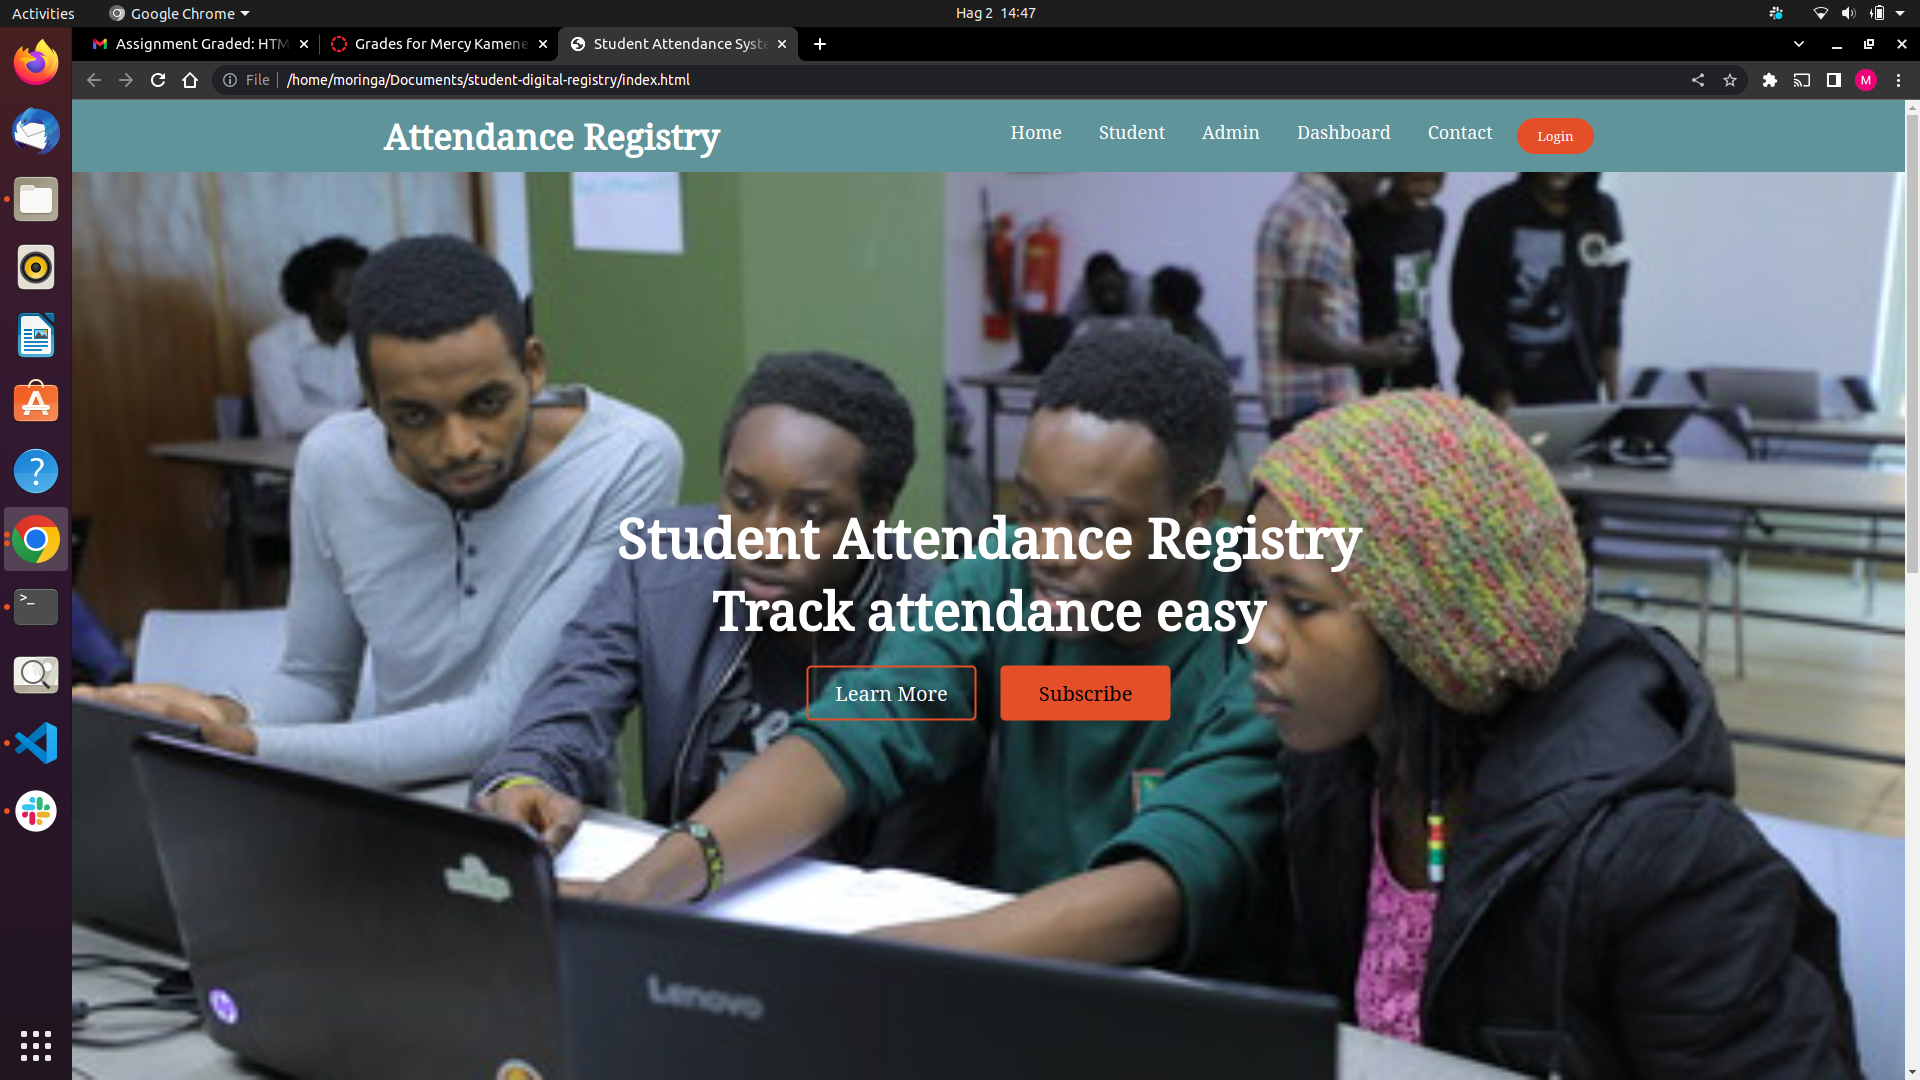 Activities
Google Chrome
Hag 2 14:47
Assignment Graded: HTM
Grades for Mercy Kamene
Student Attendance Syste
File
/home/moringa/Documents/student-digital-registry/index.html
M
Attendance Registry
Home
Student
Admin
Dashboard
Contact
Login
Student Attendance Registry
Track attendance easy
Learn More
Subscribe
Lenovo